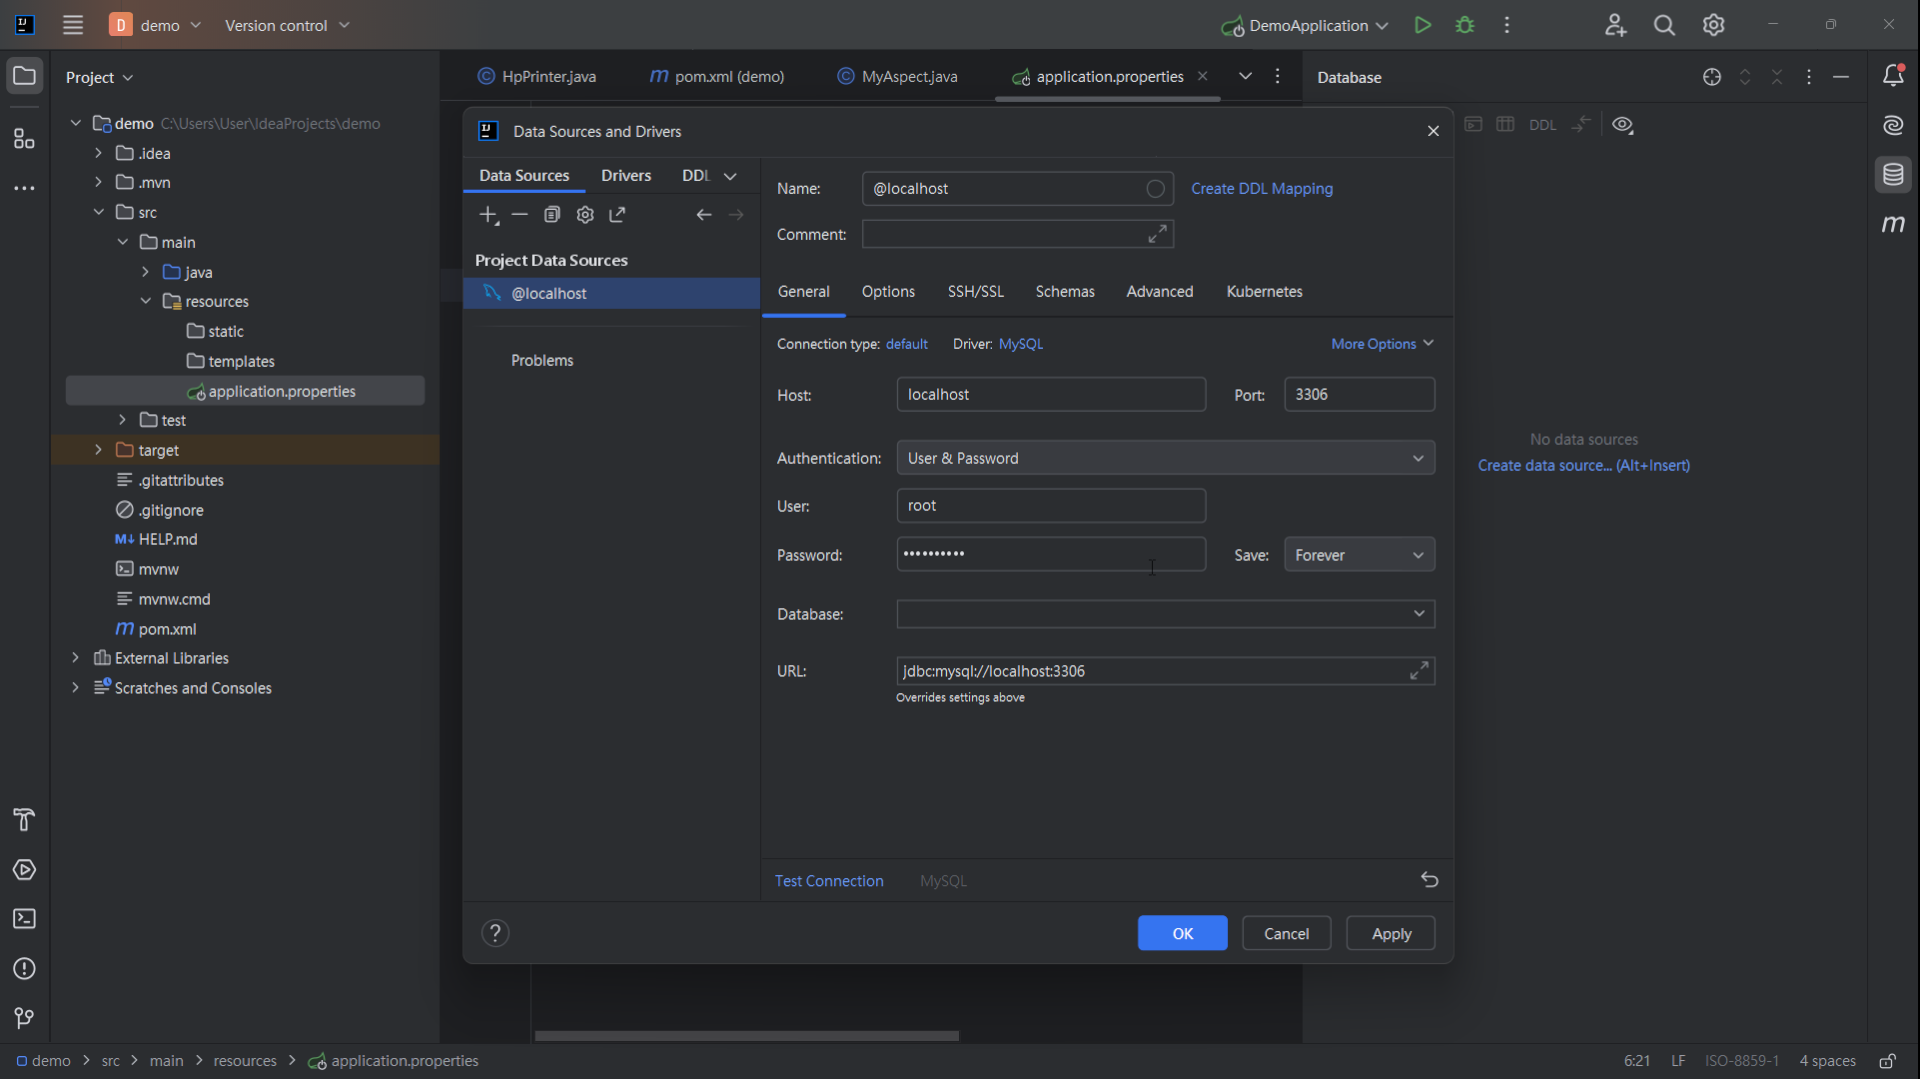 demo
Version control
DemoApplication
Project
HpPrinter.java
pom.xml (demo)
MyAspect.java
application.properties
Database
demo C:\Users\User\IdeaProjects\demo
.idea
.mvn
src
main
java
resources
static
templates
application.properties
test
target
.gitattributes
.gitignore
HELP.md
mvnw
mvnw.cmd
pom.xml
External Libraries
Scratches and Consoles
Data Sources and Drivers
Data Sources
Drivers
DDL
Project Data Sources
@localhost
Problems
Name: @localhost
Create DDL Mapping
Comment:
General
Options
SSH/SSL
Schemas
Advanced
Kubernetes
Connection type: default Driver: MySQL
More Options
Host: localhost
Port: 3306
Authentication: User & Password
User: root
Password: ••••••••••
Save: Forever
Database:
URL: jdbc:mysql://localhost:3306
Overrides settings above
Test Connection
MySQL
OK
Cancel
Apply
DDL
No data sources
Create data source... (Alt+Insert)
demo > src > main > resources > application.properties
6:21
LF
ISO-8859-1
4 spaces